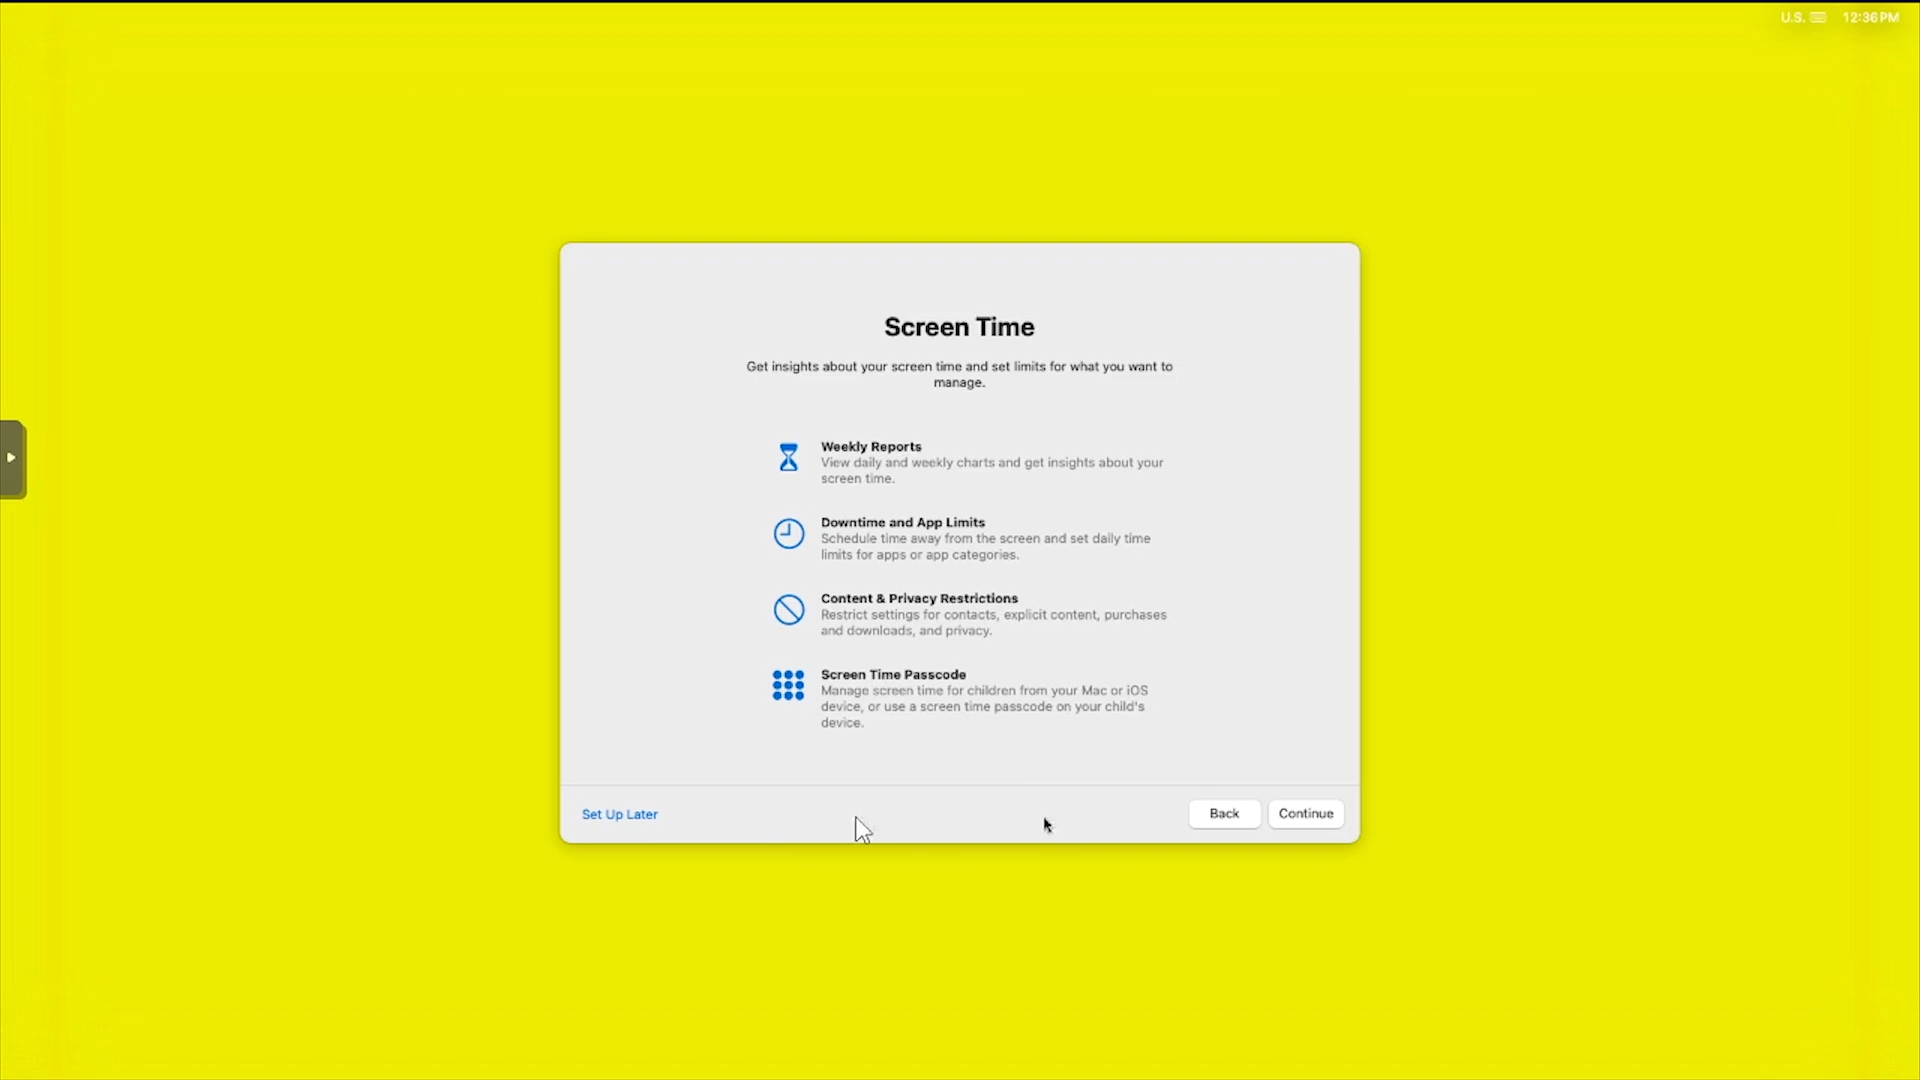 U.S. 12:36 PM
Screen Time
Get insights about your screen time and set limits for what you want to
manage.
Weekly Reports
View daily and weekly charts and get insights about your
screen time.
Downtime and App Limits
Schedule time away from the screen and set daily time
limits for apps or app categories.
Content & Privacy Restrictions
Restrict settings for contacts, explicit content, purchases
and downloads, and privacy.
Screen Time Passcode
Manage screen time for children from your Mac or iOS
device, or use a screen time passcode on your child's
device.
Set Up Later
Back
Continue